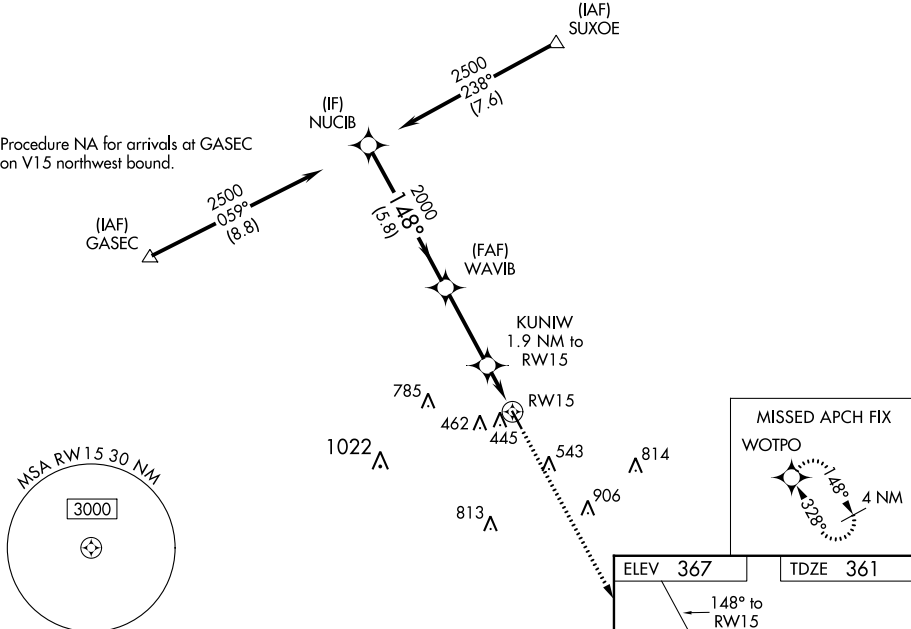 (IAF)
SUXOE
2500
238°
(7.6)
(IF)
NUCIB
Procedure NA for arrivals at GASEC
on V15 northwest bound.
2500
059°
(8.8)
(IAF)
GASEC
2000
148°
(5.8)
(FAF)
WAVIB
KUNIW
1.9 NM to
RW15
RW15
785
462
445
1022
543
814
906
813
MSA RW15 30 NM
3000
MISSED APCH FIX
WOTPO
148°
328°
4 NM
ELEV 367
TDZE 361
148° to
RW15